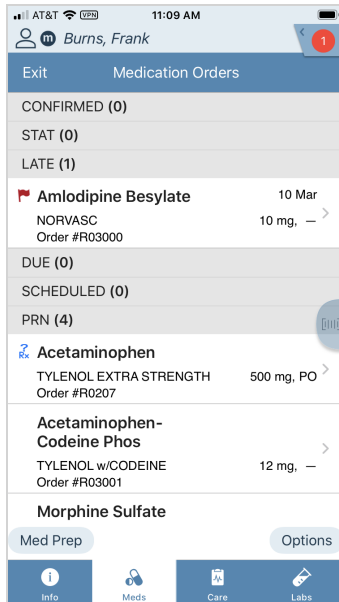 AT&T VPN 11:09 AM
m Burns, Frank 1
Exit Medication Orders
CONFIRMED (0)
STAT (0)
LATE (1)
Amlodipine Besylate 10 Mar
NORVASC 10 mg, —
Order #R03000
DUE (0)
SCHEDULED (0)
PRN (4)
? Rx Acetaminophen
TYLENOL EXTRA STRENGTH 500 mg, PO
Order #R0207
Acetaminophen-
Codeine Phos
TYLENOL w/CODEINE 12 mg, —
Order #R03001
Morphine Sulfate
Med Prep Options
Info Meds Care Labs